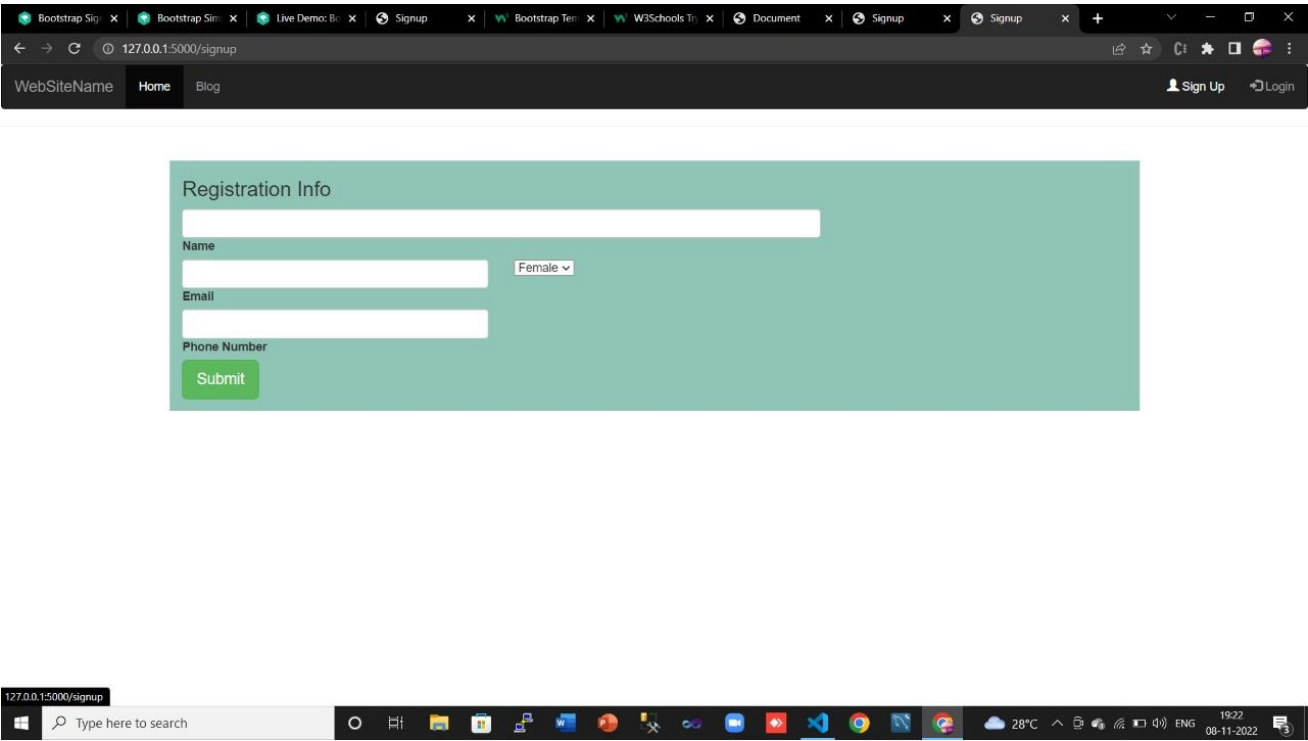 Bootstrap Sig
Bootstrap Sim
Live Demo: Bo
Signup
Bootstrap Tem
W3Schools Try
Document
Signup
Signup
127.0.0.1:5000/signup
WebSiteName Home Blog Sign Up Login
Registration Info
Name
Female
Email
Phone Number
Submit
127.0.0.1:5000/signup
Type here to search
28°C
ENG
19:22
08-11-2022
3